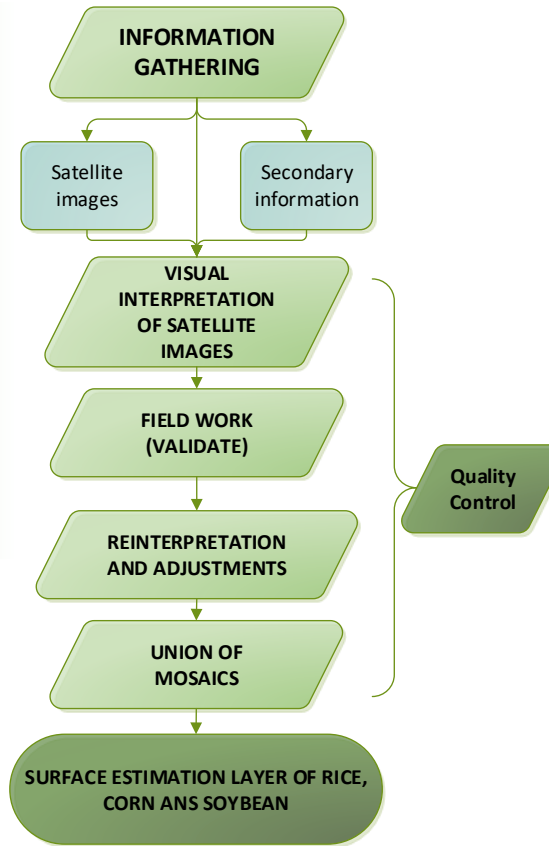 INFORMATION
GATHERING
Satellite
images
Secondary
information
VISUAL
INTERPRETATION
OF SATELLITE
IMAGES
FIELD WORK
(VALIDATE)
Quality
Control
REINTERPRETATION
AND ADJUSTMENTS
UNION OF
MOSAICS
SURFACE ESTIMATION LAYER OF RICE,
CORN ANS SOYBEAN